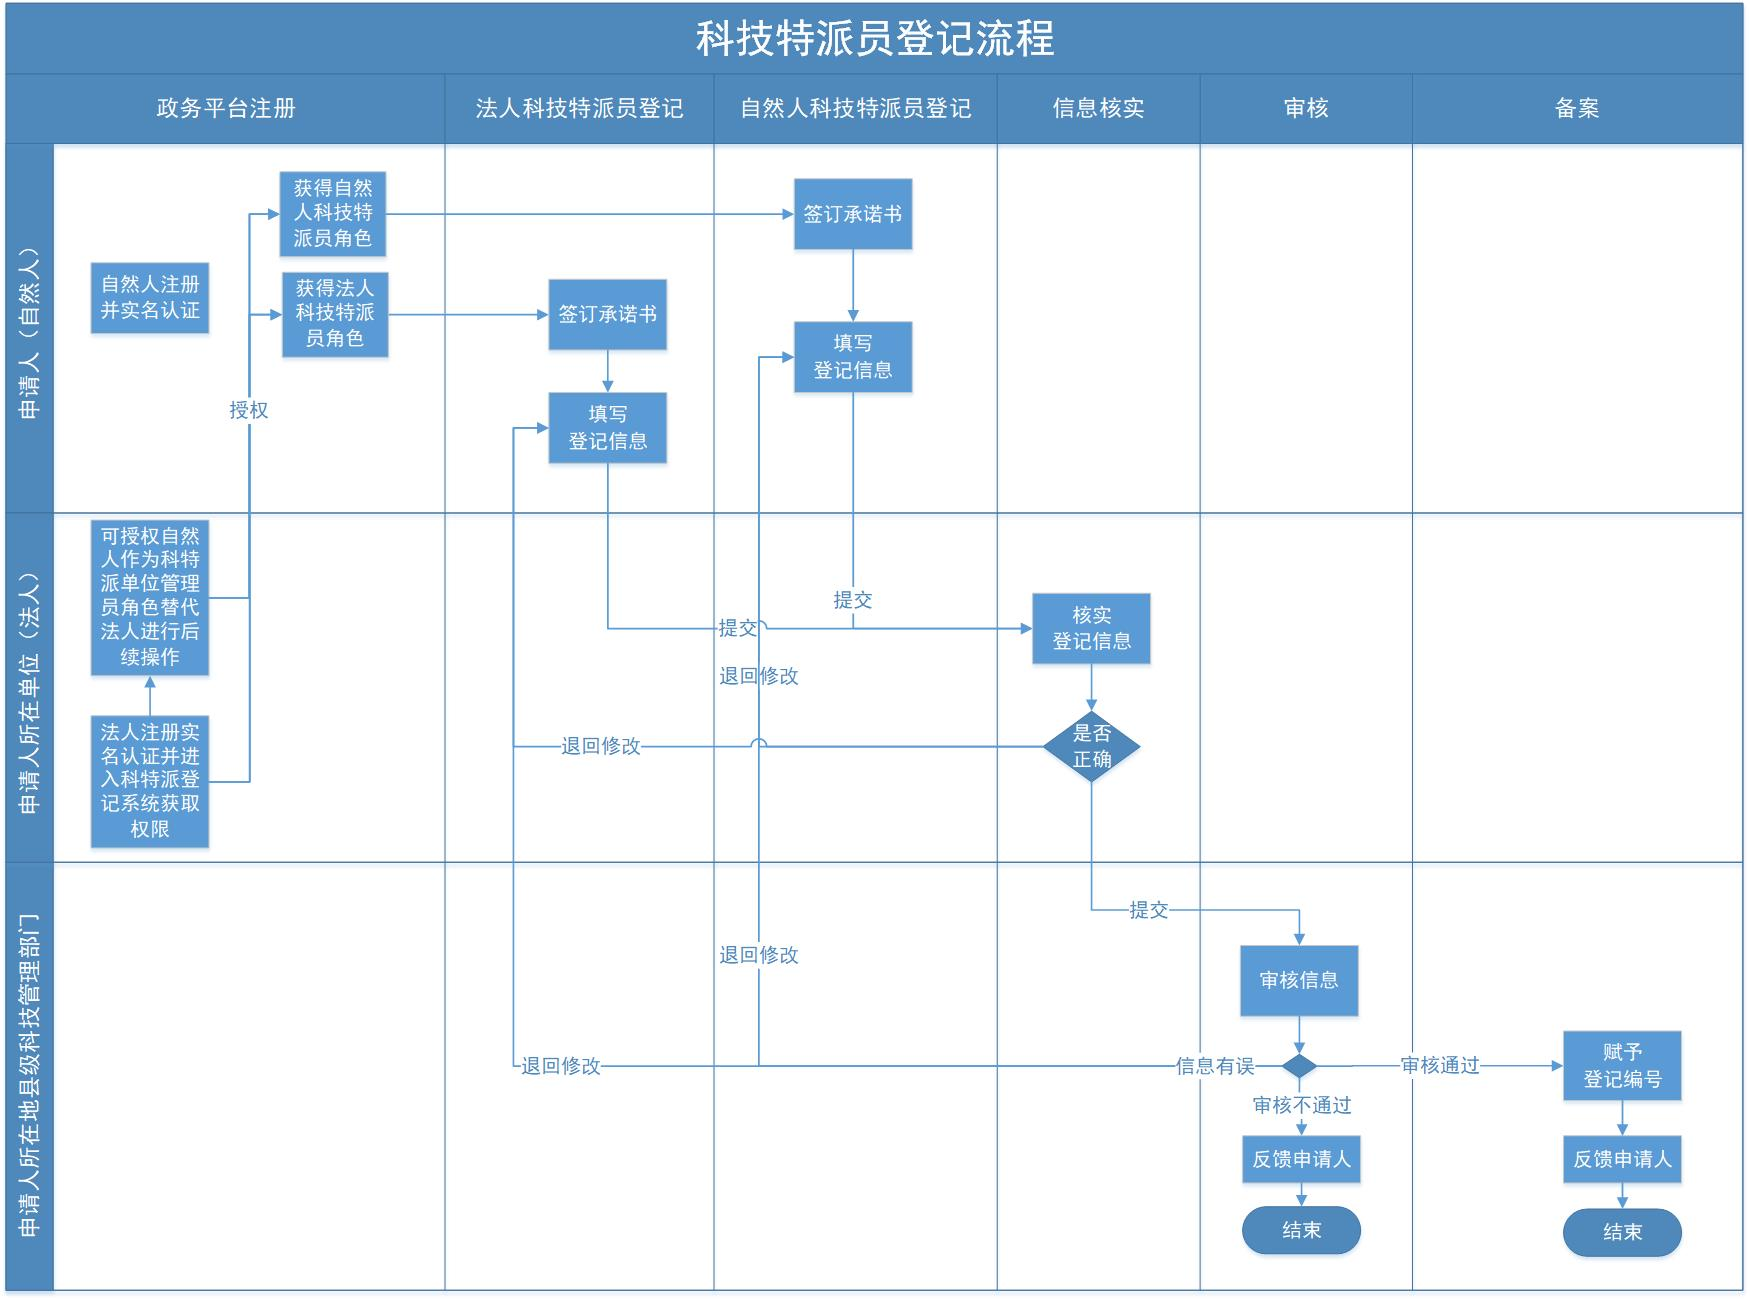 科技特派员登记流程
政务平台注册
法人科技特派员登记
自然人科技特派员登记
信息核实
审核
备案
申请人（自然人）
自然人注册
并实名认证
获得自然
人科技特
派员角色
获得法人
科技特派
员角色
授权
签订承诺书
填写
登记信息
签订承诺书
填写
登记信息
申请人所在单位（法人）
可授权自然
人作为科特
派单位管理
员角色替代
法人进行后
续操作
法人注册实
名认证并进
入科特派登
记系统获取
权限
提交
提交
退回修改
退回修改
核实
登记信息
是否
正确
申请人所在地县级科技管理部门
提交
退回修改
审核信息
退回修改
信息有误
审核通过
审核不通过
反馈申请人
结束
赋予
登记编号
反馈申请人
结束